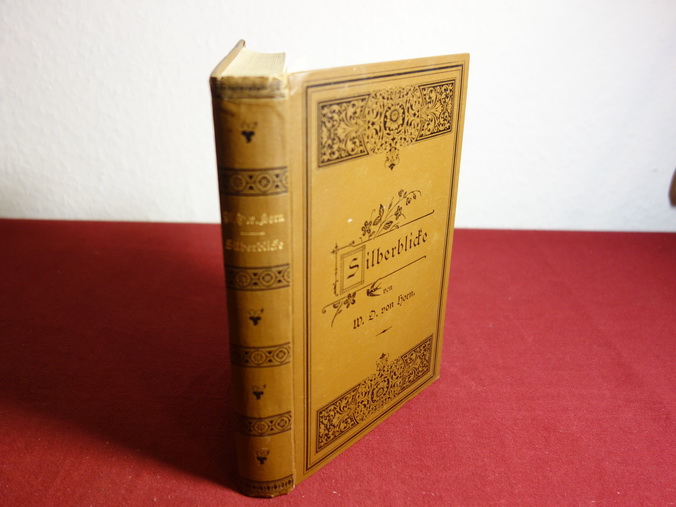 W. O. v. Horn
Silberblicke
Silberblicke
von
W. O. von Horn.